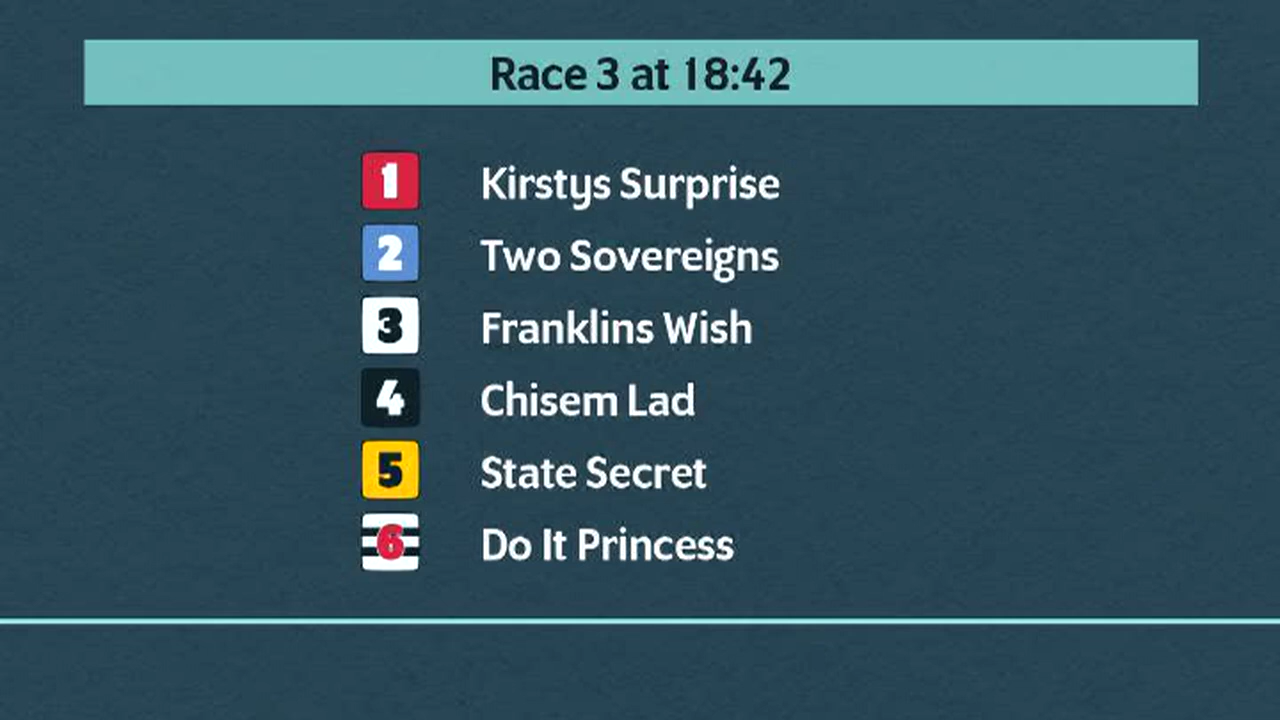 Race 3 at 18:42
1 Kirstys Surprise
2 Two Sovereigns
3 Franklins Wish
4 Chisem Lad
5 State Secret
6 Do It Princess